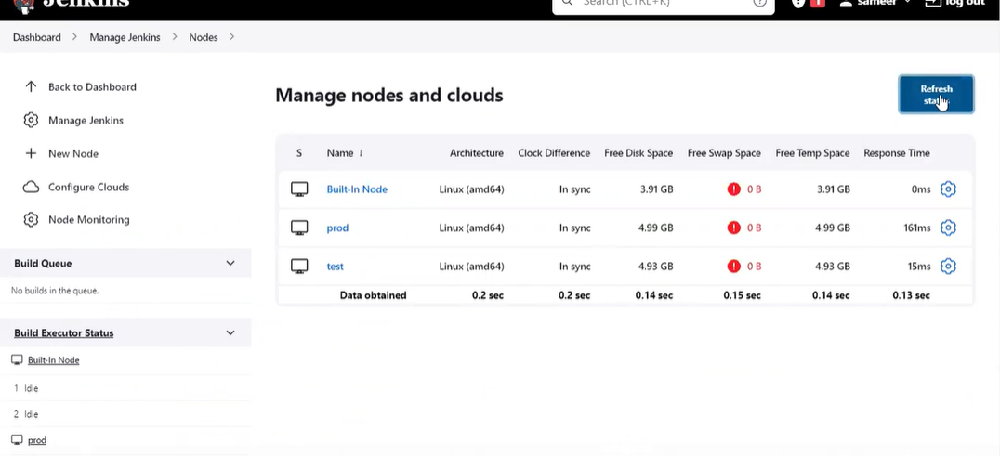 Jenkins
Search (CTRL+K)
1
sameer
log out
Dashboard
Manage Jenkins
Nodes
Back to Dashboard
Manage Jenkins
New Node
Configure Clouds
Node Monitoring
Build Queue
No builds in the queue.
Build Executor Status
Built-In Node
1 Idle
2 Idle
prod
Manage nodes and clouds
Refresh
status
S Name ↓ Architecture Clock Difference Free Disk Space Free Swap Space Free Temp Space Response Time
Built-In Node Linux (amd64) In sync 3.91 GB 0 B 3.91 GB 0ms
prod Linux (amd64) In sync 4.99 GB 0 B 4.99 GB 161ms
test Linux (amd64) In sync 4.93 GB 0 B 4.93 GB 15ms
Data obtained 0.2 sec 0.2 sec 0.14 sec 0.15 sec 0.14 sec 0.13 sec